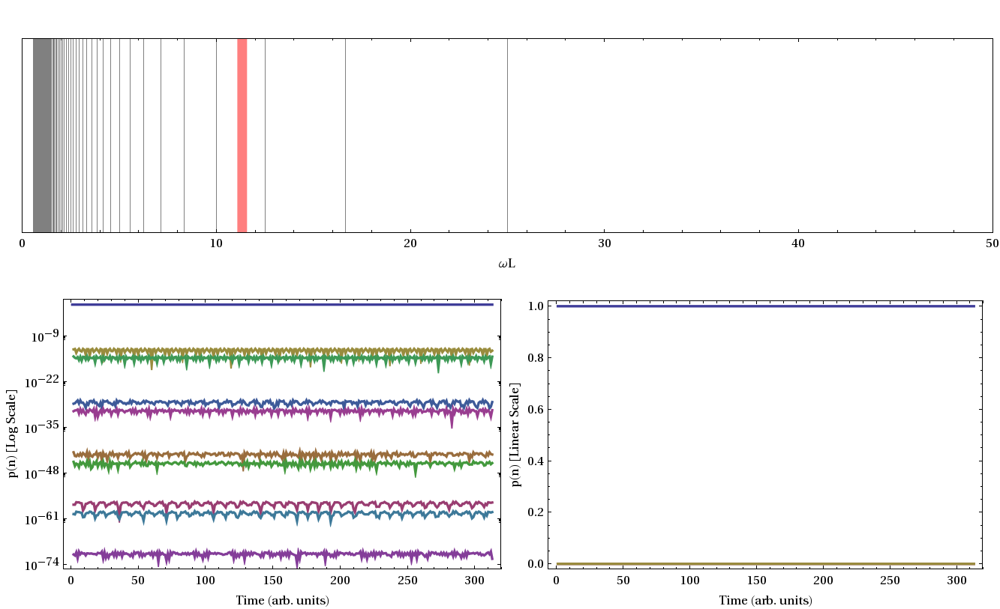 0 10 20 30 40 50
ωL
p(n) [Log Scale]
10−9
10−22
10−35
10−48
10−61
10−74
0 50 100 150 200 250 300
Time (arb. units)
p(n) [Linear Scale]
1.0
0.8
0.6
0.4
0.2
0.0
0 50 100 150 200 250 300
Time (arb. units)